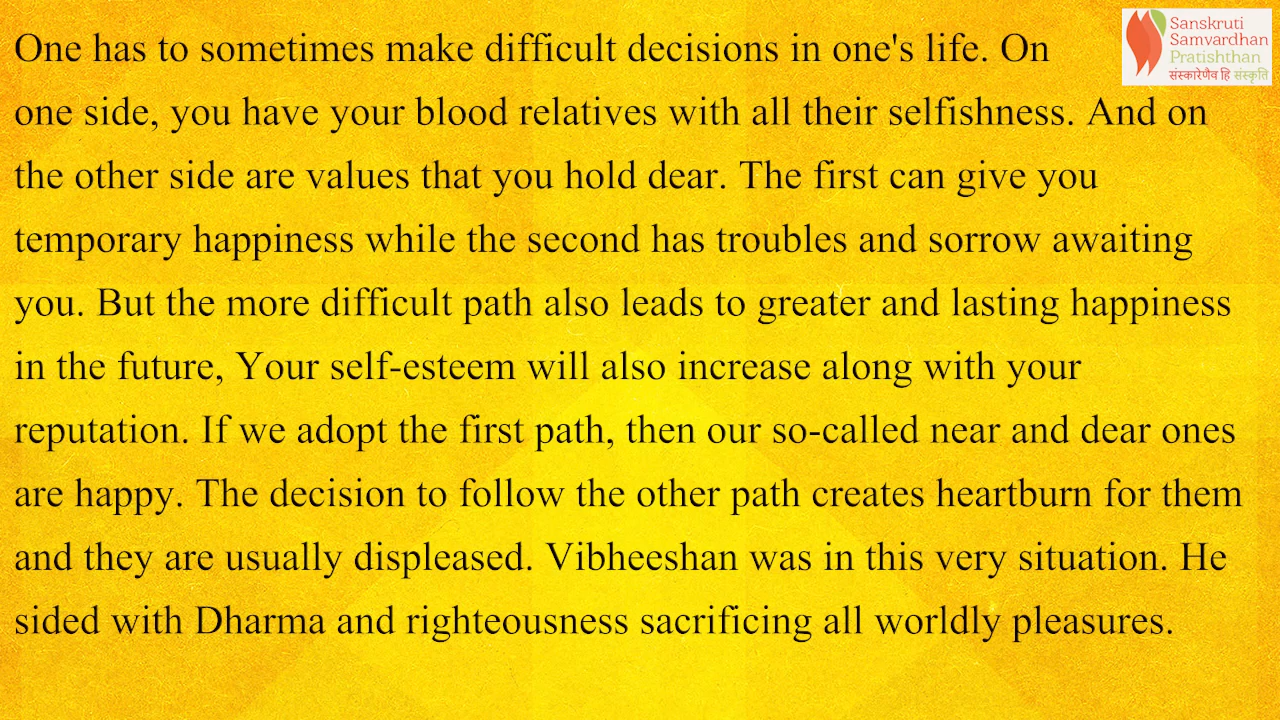 Sanskruti
Samvardhan
Pratishthan
संस्कारेणैव हि संस्कृति
One has to sometimes make difficult decisions in one's life. On
one side, you have your blood relatives with all their selfishness. And on
the other side are values that you hold dear. The first can give you
temporary happiness while the second has troubles and sorrow awaiting
you. But the more difficult path also leads to greater and lasting happiness
in the future, Your self-esteem will also increase along with your
reputation. If we adopt the first path, then our so-called near and dear ones
are happy. The decision to follow the other path creates heartburn for them
and they are usually displeased. Vibheeshan was in this very situation. He
sided with Dharma and righteousness sacrificing all worldly pleasures.